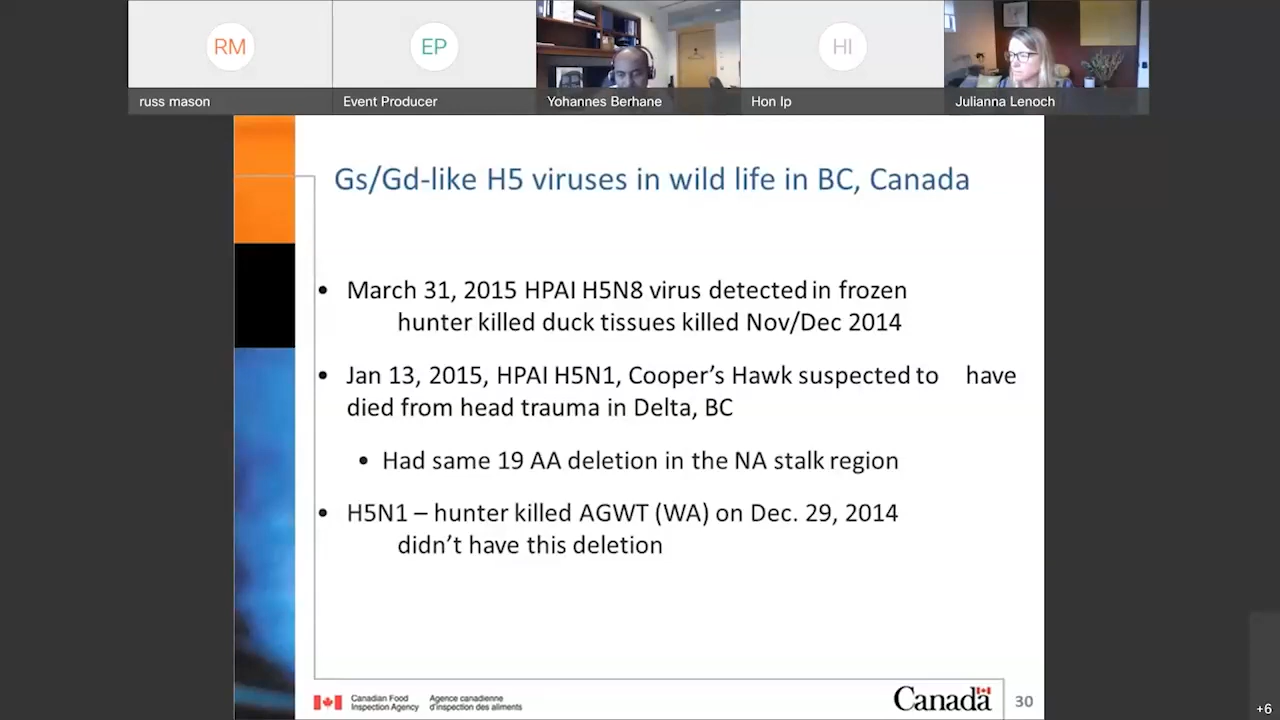 RM
EP
HI
russ mason
Event Producer
Yohannes Berhane
Hon Ip
Julianna Lenoch
Gs/Gd-like H5 viruses in wild life in BC, Canada
• March 31, 2015 HPAI H5N8 virus detected in frozen
hunter killed duck tissues killed Nov/Dec 2014
• Jan 13, 2015, HPAI H5N1, Cooper's Hawk suspected to have
died from head trauma in Delta, BC
• Had same 19 AA deletion in the NA stalk region
• H5N1 – hunter killed AGWT (WA) on Dec. 29, 2014
didn't have this deletion
Canadian Food
Inspection Agency
Agence canadienne
d'inspection des aliments
Canada
30
+6